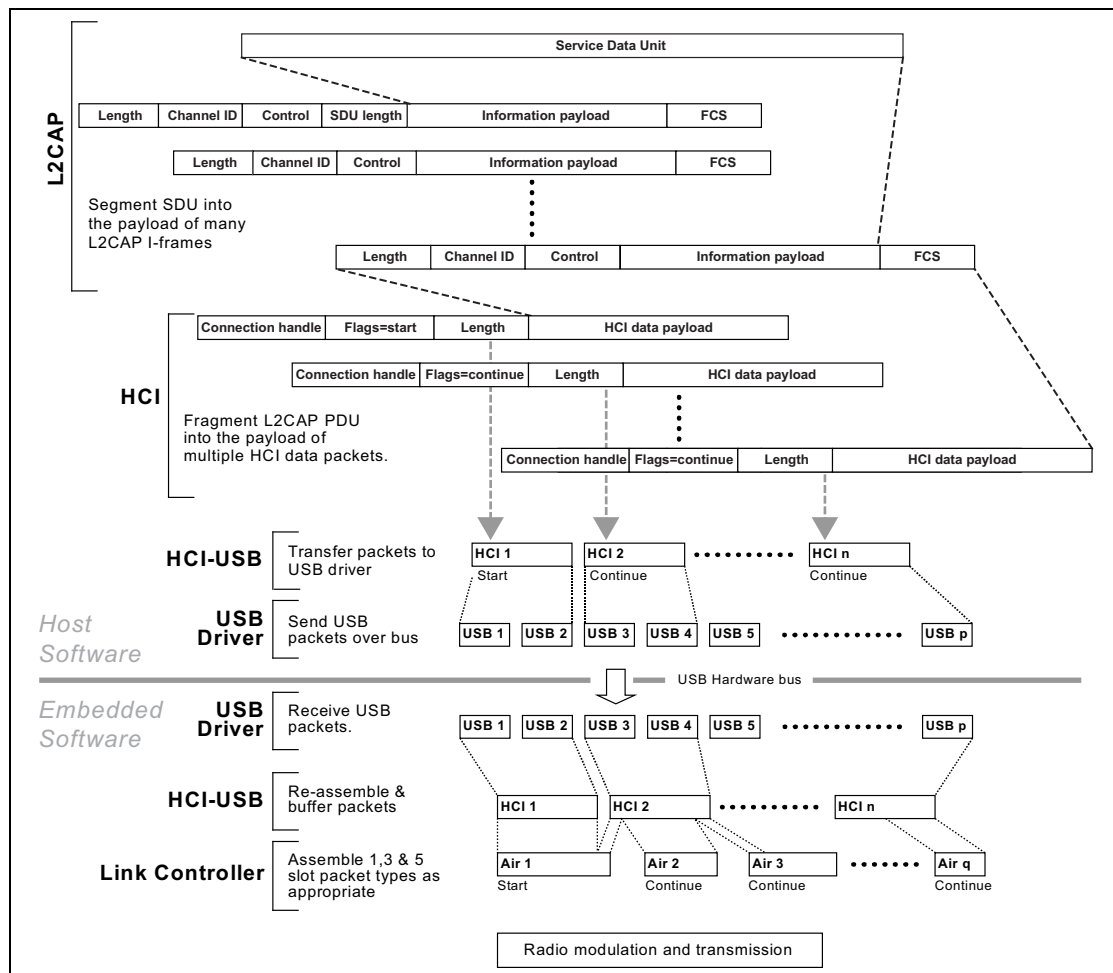 Service Data Unit
L2CAP
Length Channel ID Control SDU length Information payload FCS
Length Channel ID Control Information payload FCS
Segment SDU into
the payload of many
L2CAP I-frames
Length Channel ID Control Information payload FCS
HCI
Connection handle Flags=start Length HCI data payload
Connection handle Flags=continue Length HCI data payload
Fragment L2CAP PDU
into the payload of
multiple HCI data packets.
Connection handle Flags=continue Length HCI data payload
HCI-USB
Transfer packets to
USB driver
HCI 1 HCI 2 HCI n
Start Continue Continue
Host
Software
USB
Driver
Send USB
packets over bus
USB 1 USB 2 USB 3 USB 4 USB 5 USB p
USB Hardware bus
Embedded
Software
USB
Driver
Receive USB
packets.
USB 1 USB 2 USB 3 USB 4 USB 5 USB p
HCI-USB
Re-assemble &
buffer packets
HCI 1 HCI 2 HCI n
Link Controller
Assemble 1,3 & 5
slot packet types as
appropriate
Air 1 Air 2 Air 3 Air q
Start Continue Continue Continue
Radio modulation and transmission